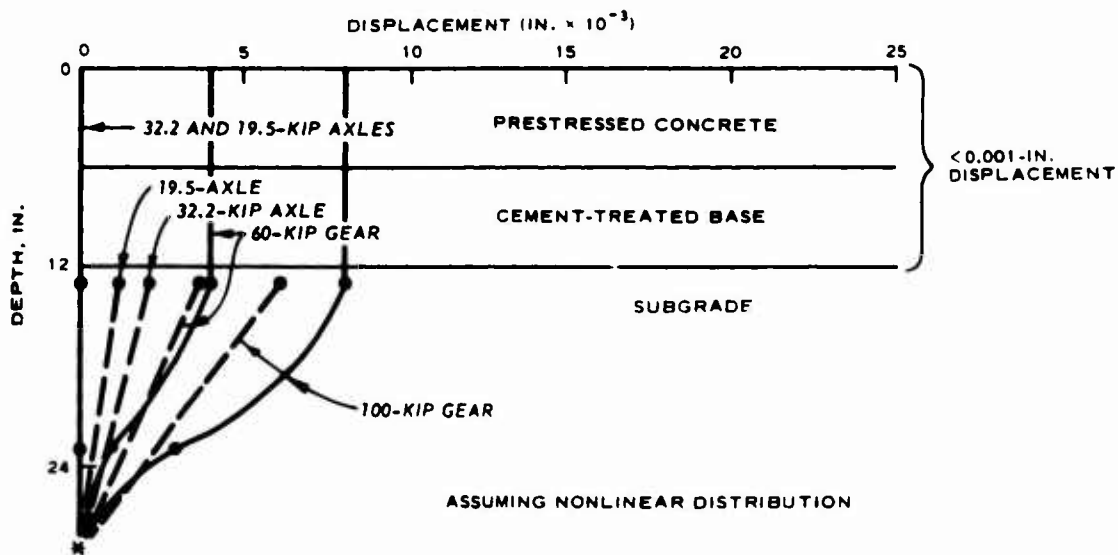 DISPLACEMENT (IN. × 10⁻³)
0 5 10 15 20 25
0
32.2 AND 19.5-KIP AXLES
PRESTRESSED CONCRETE
<0.001-IN.
DISPLACEMENT
19.5-AXLE
32.2-KIP AXLE
60-KIP GEAR
CEMENT-TREATED BASE
DEPTH, IN.
12
SUBGRADE
100-KIP GEAR
24
ASSUMING NONLINEAR DISTRIBUTION
*